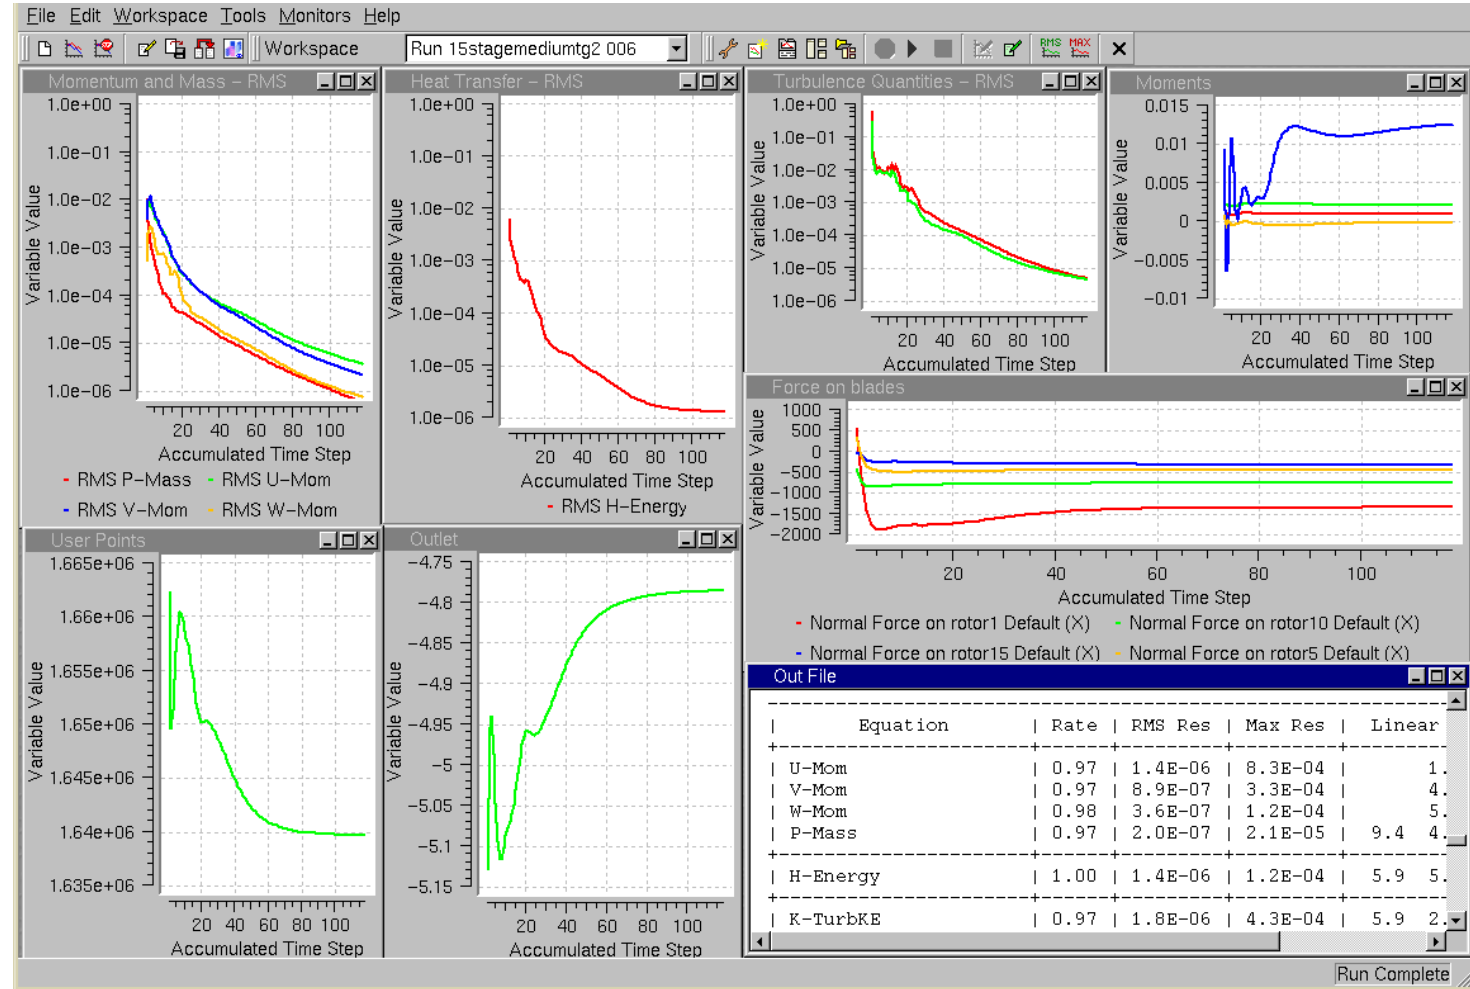 File Edit Workspace Tools Monitors Help
Workspace Run 15stagemediumtg2 006 RMS MAX
Momentum and Mass – RMS
1.0e+00
1.0e−01
1.0e−02
1.0e−03
1.0e−04
1.0e−05
1.0e−06
Variable Value
20 40 60 80 100
Accumulated Time Step
RMS P−Mass RMS U−Mom
RMS V−Mom RMS W−Mom
Heat Transfer – RMS
1.0e+00
1.0e−01
1.0e−02
1.0e−03
1.0e−04
1.0e−05
1.0e−06
Variable Value
20 40 60 80 100
Accumulated Time Step
RMS H−Energy
Turbulence Quantities – RMS
1.0e+00
1.0e−01
1.0e−02
1.0e−03
1.0e−04
1.0e−05
1.0e−06
Variable Value
20 40 60 80 100
Accumulated Time Step
Moments
0.015
0.01
0.005
0
−0.005
−0.01
Variable Value
20 40 60 80 100
Accumulated Time Step
Force on blades
1000
500
0
−500
−1000
−1500
−2000
Variable Value
20 40 60 80 100
Accumulated Time Step
Normal Force on rotor1 Default (X) Normal Force on rotor10 Default (X)
Normal Force on rotor15 Default (X) Normal Force on rotor5 Default (X)
User Points
1.665e+06
1.66e+06
1.655e+06
1.65e+06
1.645e+06
1.64e+06
1.635e+06
Variable Value
20 40 60 80 100
Accumulated Time Step
Outlet
−4.75
−4.8
−4.85
−4.9
−4.95
−5
−5.05
−5.1
−5.15
Variable Value
20 40 60 80 100
Accumulated Time Step
Out File
| Equation | Rate | RMS Res | Max Res | Linear
| U-Mom | 0.97 | 1.4E-06 | 8.3E-04 | 1.
| V-Mom | 0.97 | 8.9E-07 | 3.3E-04 | 4.
| W-Mom | 0.98 | 3.6E-07 | 1.2E-04 | 5.
| P-Mass | 0.97 | 2.0E-07 | 2.1E-05 | 9.4 4.
| H-Energy | 1.00 | 1.4E-06 | 1.2E-04 | 5.9 5.
| K-TurbKE | 0.97 | 1.8E-06 | 4.3E-04 | 5.9 2.
Run Complete